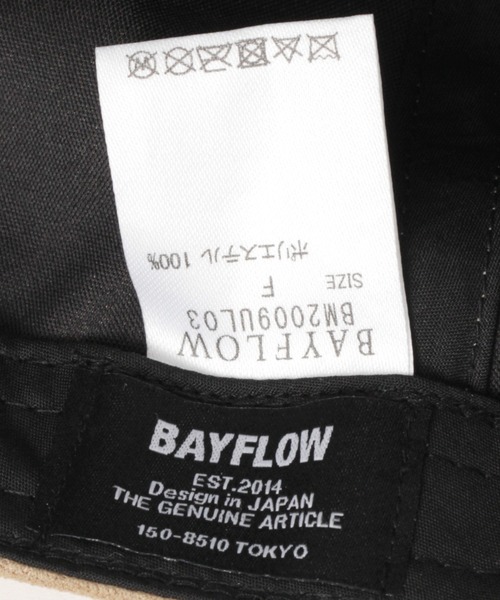 BAYFLOW
BM2009UL03
SIZE F
ポリエステル 100%
BAYFLOW
EST.2014
Design in JAPAN
THE GENUINE ARTICLE
150-8510 TOKYO